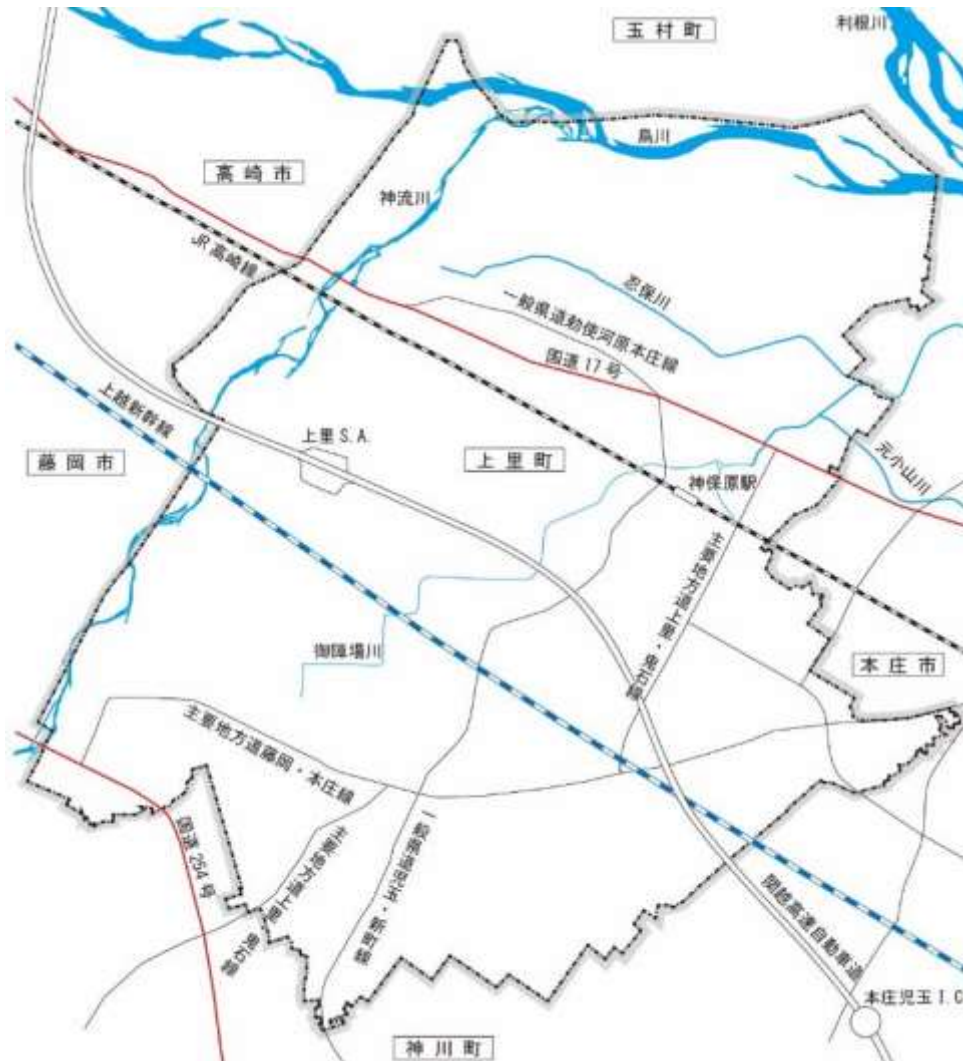 玉村町
利根川
烏川
高崎市
神流川
JR高崎線
忍保川
一般県道勅使河原本庄線
国道17号
上越新幹線
上里S.A.
藤岡市
上里町
神保原駅
元小山川
主要地方道上里・鬼石線
御陣場川
本庄市
主要地方道藤岡・本庄線
国道254号
主要地方道上里・鬼石線
一般県道児玉・新町線
関越高速自動車道
本庄児玉I.C
神川町